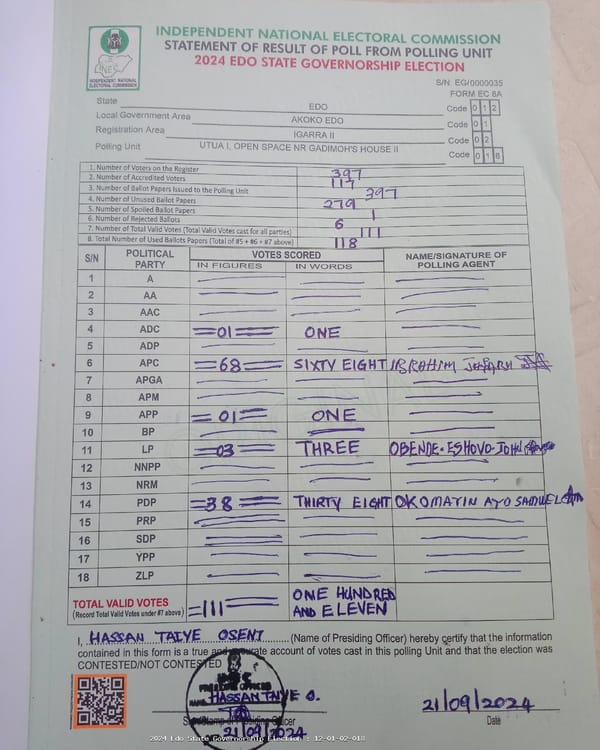 INDEPENDENT NATIONAL ELECTORAL COMMISSION
STATEMENT OF RESULT OF POLL FROM POLLING UNIT
2024 EDO STATE GOVERNORSHIP ELECTION
INEC
INDEPENDENT NATIONAL
ELECTORAL COMMISSION
S/N: EG/0000035
FORM EC 8A
State EDO Code 0 1 2
Local Government Area AKOKO EDO Code 0 1
Registration Area IGARRA II Code 0 2
Polling Unit UTUA I, OPEN SPACE NR GADIMOH'S HOUSE II Code 0 1 8
1. Number of Voters on the Register 397
2. Number of Accredited Voters 117
3. Number of Ballot Papers Issued to the Polling Unit 397
4. Number of Unused Ballot Papers 279
5. Number of Spoiled Ballot Papers 1
6. Number of Rejected Ballots 6
7. Number of Total Valid Votes (Total Valid Votes cast for all parties) 111
8. Total Number of Used Ballots Papers (Total of #5 + #6 + #7 above) 118
S/N POLITICAL PARTY VOTES SCORED NAME/SIGNATURE OF POLLING AGENT
IN FIGURES IN WORDS
1 A
2 AA
3 AAC
4 ADC =01= ONE
5 ADP
6 APC =68= SIXTY EIGHT IBRAHIM
7 APGA
8 APM
9 APP =01= ONE
10 BP
11 LP =03= THREE OBENDE-ESHOVO-JOHN
12 NNPP
13 NRM
14 PDP =38= THIRTY EIGHT OKOMAYIN AYO SAMUEL
15 PRP
16 SDP
17 YPP
18 ZLP
TOTAL VALID VOTES =111= ONE HUNDRED
(Record Total Valid Votes under #7 above) AND ELEVEN
I, HASSAN TAIYE OSENI (Name of Presiding Officer) hereby certify that the information
contained in this form is a true and accurate account of votes cast in this polling Unit and that the election was
CONTESTED/NOT CONTESTED
INEC
PRESIDING OFFICER
NAME: HASSAN TAIYE O.
21/09/2024
Officer
21/09/2024
Date
2024 Edo State Governorship Election : 12-01-02-018